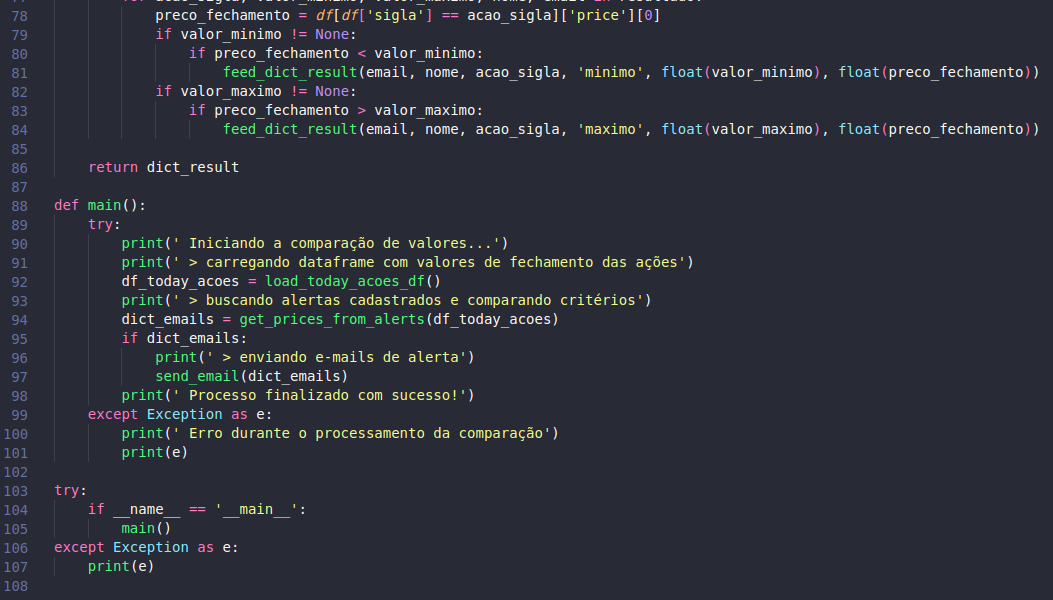 78 preco_fechamento = df[df['sigla'] == acao_sigla]['price'][0]
79 if valor_minimo != None:
80 if preco_fechamento < valor_minimo:
81 feed_dict_result(email, nome, acao_sigla, 'minimo', float(valor_minimo), float(preco_fechamento))
82 if valor_maximo != None:
83 if preco_fechamento > valor_maximo:
84 feed_dict_result(email, nome, acao_sigla, 'maximo', float(valor_maximo), float(preco_fechamento))
85
86 return dict_result
87
88 def main():
89 try:
90 print(' Iniciando a comparação de valores...')
91 print(' > carregando dataframe com valores de fechamento das ações')
92 df_today_acoes = load_today_acoes_df()
93 print(' > buscando alertas cadastrados e comparando critérios')
94 dict_emails = get_prices_from_alerts(df_today_acoes)
95 if dict_emails:
96 print(' > enviando e-mails de alerta')
97 send_email(dict_emails)
98 print(' Processo finalizado com sucesso!')
99 except Exception as e:
100 print(' Erro durante o processamento da comparação')
101 print(e)
102
103 try:
104 if __name__ == '__main__':
105 main()
106 except Exception as e:
107 print(e)
108